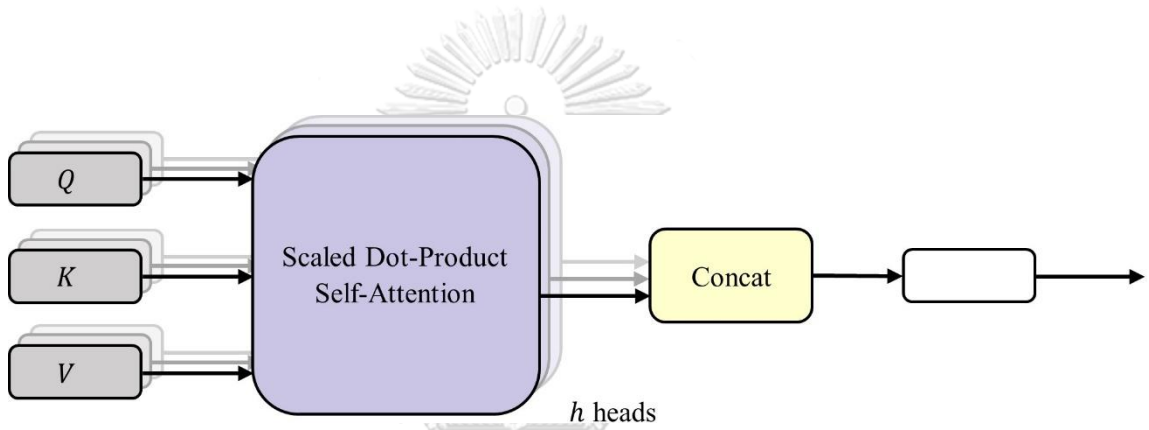 Q
K
V
Scaled Dot-Product
Self-Attention
Concat
h heads